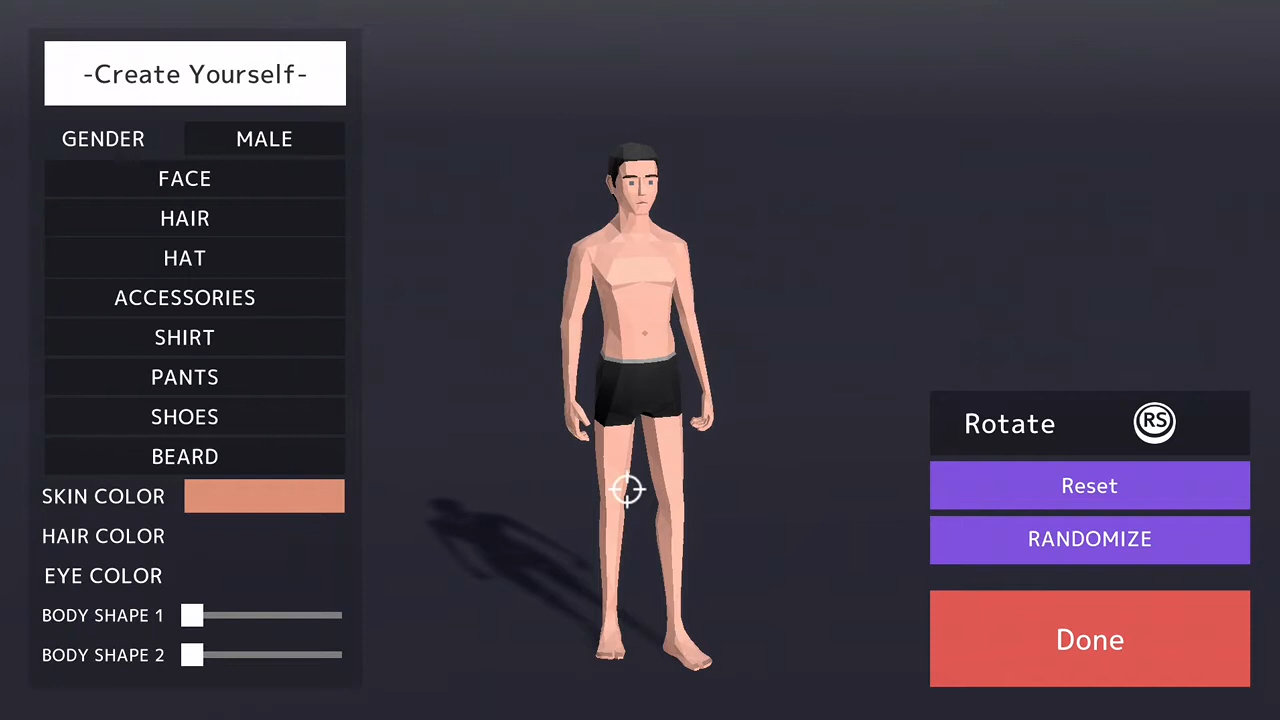 -Create Yourself-
GENDER MALE
FACE
HAIR
HAT
ACCESSORIES
SHIRT
PANTS
SHOES
BEARD
SKIN COLOR
HAIR COLOR
EYE COLOR
BODY SHAPE 1
BODY SHAPE 2
Rotate RS
Reset
RANDOMIZE
Done